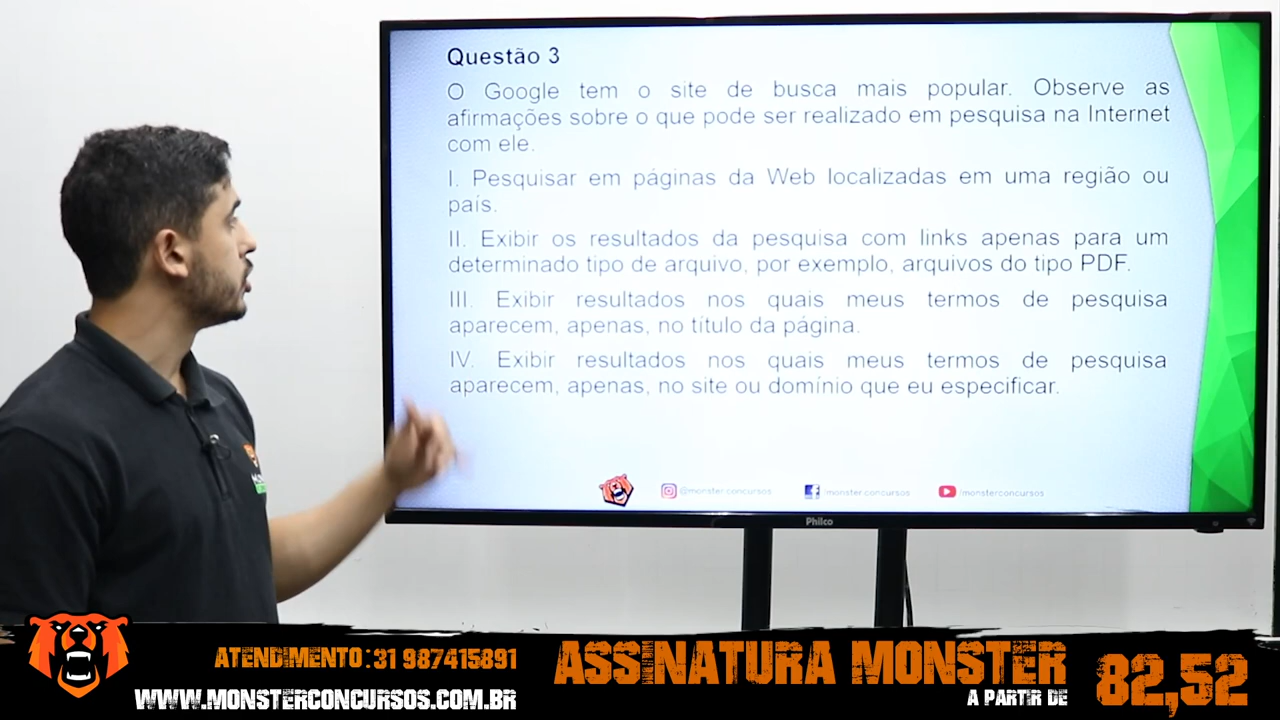 Questão 3
O Google tem o site de busca mais popular. Observe as
afirmações sobre o que pode ser realizado em pesquisa na Internet
com ele.
I. Pesquisar em páginas da Web localizadas em uma região ou
país.
II. Exibir os resultados da pesquisa com links apenas para um
determinado tipo de arquivo, por exemplo, arquivos do tipo PDF.
III. Exibir resultados nos quais meus termos de pesquisa
aparecem, apenas, no título da página.
IV. Exibir resultados nos quais meus termos de pesquisa
aparecem, apenas, no site ou domínio que eu especificar.
@monster.concursos /monster.concursos /monsterconcursos
Philco
ATENDIMENTO: 31 987415891
WWW.MONSTERCONCURSOS.COM.BR
ASSINATURA MONSTER
A PARTIR DE
82,52